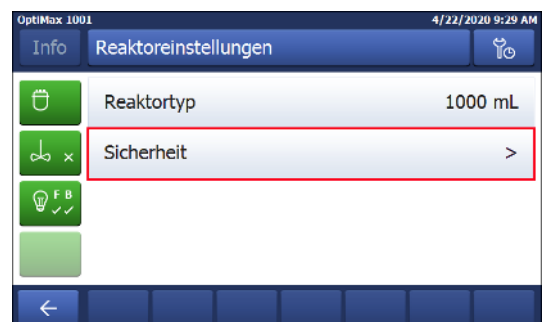 OptiMax 1001 4/22/2020 9:29 AM
Info Reaktoreinstellungen
Reaktortyp 1000 mL
Sicherheit >
F B